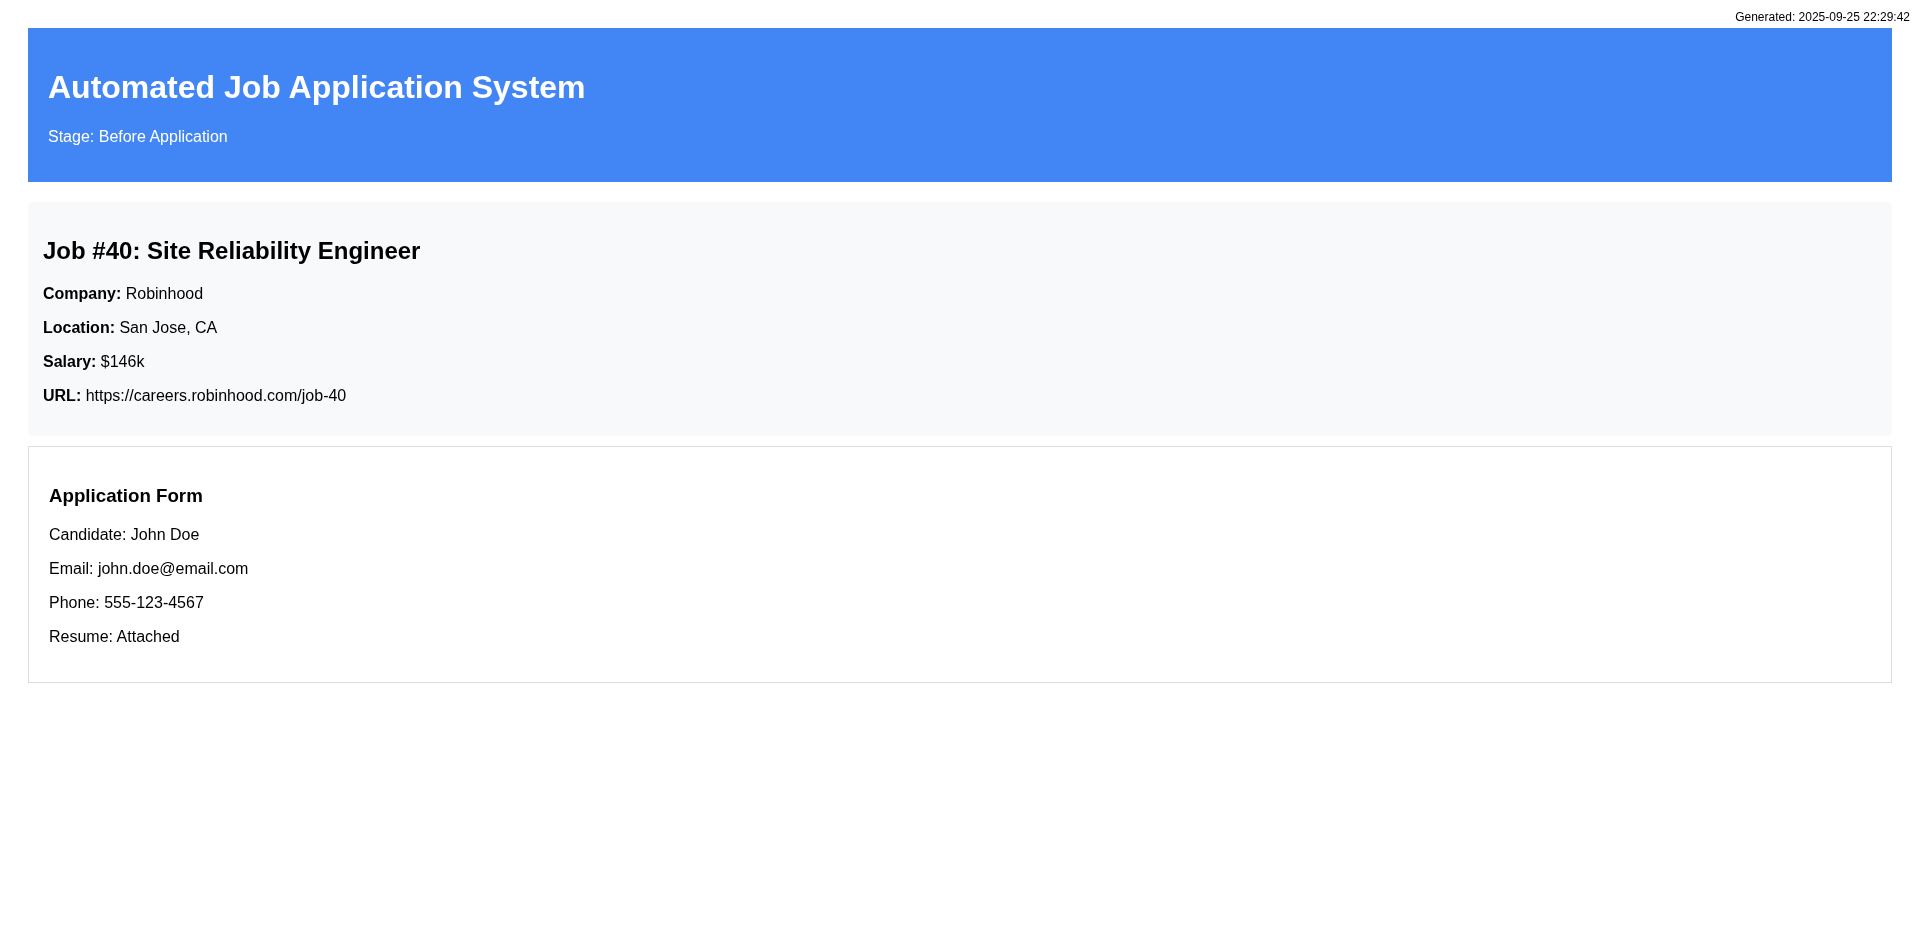 Generated: 2025-09-25 22:29:42
Automated Job Application System
Stage: Before Application
Job #40: Site Reliability Engineer
Company: Robinhood
Location: San Jose, CA
Salary: $146k
URL: https://careers.robinhood.com/job-40
Application Form
Candidate: John Doe
Email: john.doe@email.com
Phone: 555-123-4567
Resume: Attached